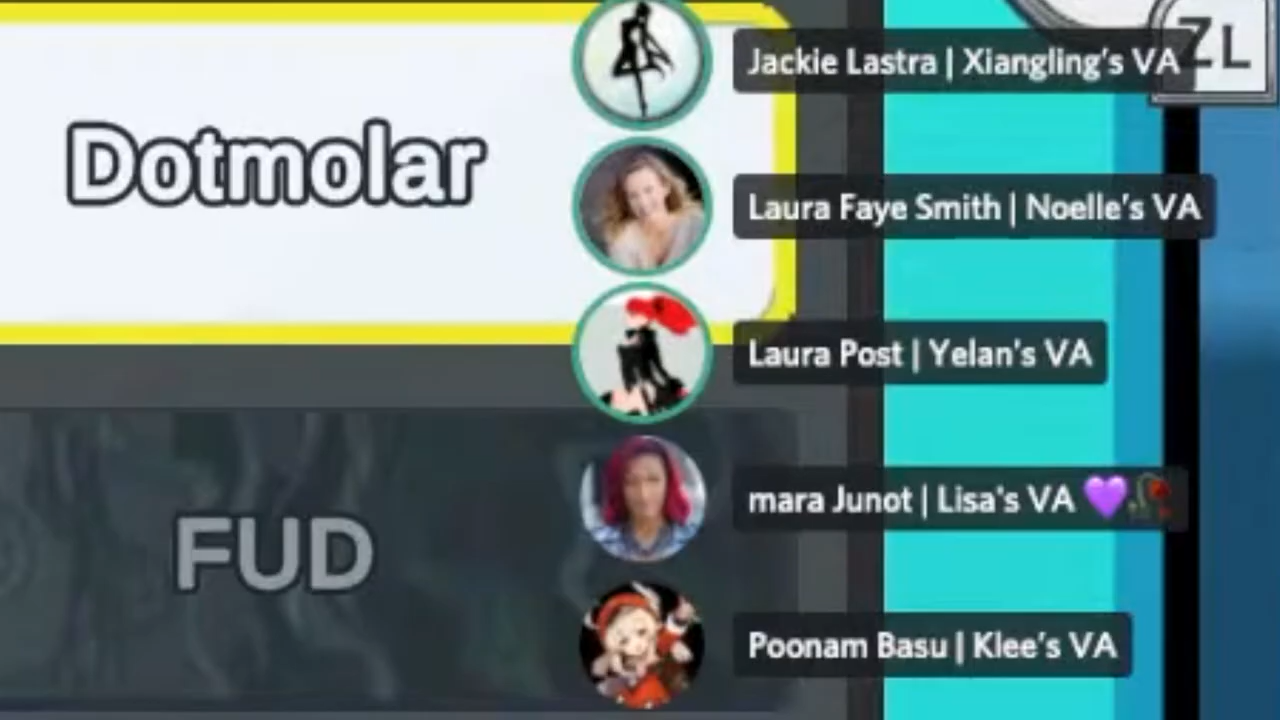 Jackie Lastra | Xiangling's VA
ZL
Dotmolar
Laura Faye Smith | Noelle's VA
Laura Post | Yelan's VA
mara Junot | Lisa's VA 💜🥀
FUD
Poonam Basu | Klee's VA